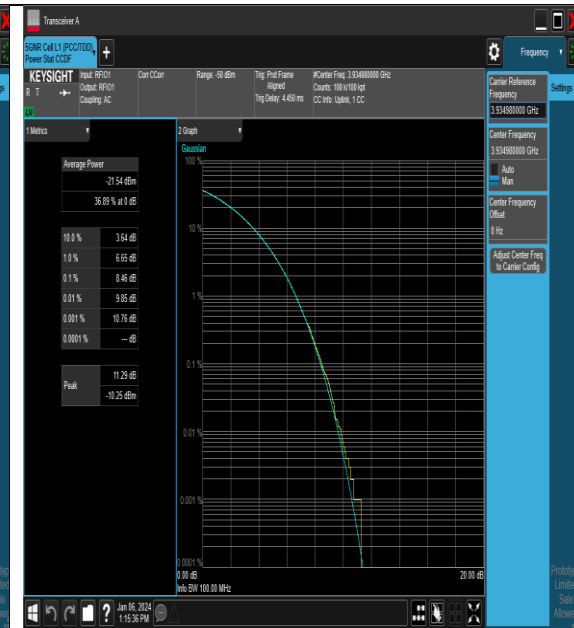 Transceiver A
5GNR Cell L1 (PCC/TDD),
Power Stat CCDF
+
Frequency
KEYSIGHT
R T
LXI
Input: RFIO1
Output: RFIO1
Coupling: AC
Corr CCorr
Range: -50 dBm
Trig: Prot Frame
Aligned
Trig Delay: 4.450 ms
#Center Freq: 3.934980000 GHz
Counts: 100 k/100 kpt
CC Info: Uplink, 1 CC
1 Metrics
Average Power
-21.54 dBm
36.89 % at 0 dB
10.0 % 3.64 dB
1.0 % 6.65 dB
0.1 % 8.46 dB
0.01 % 9.85 dB
0.001 % 10.76 dB
0.0001 % --- dB
Peak
11.29 dB
-10.25 dBm
2 Graph
Gaussian
100 %
10 %
1 %
0.1 %
0.01 %
0.001 %
0.0001 %
0.00 dB
20.00 dB
Info BW 100.00 MHz
Carrier Reference
Frequency
3.934980000 GHz
Center Frequency
3.934980000 GHz
Auto
Man
Center Frequency
Offset
0 Hz
Adjust Center Freq
to Carrier Config
Settings
Jan 06, 2024
1:15:36 PM
?